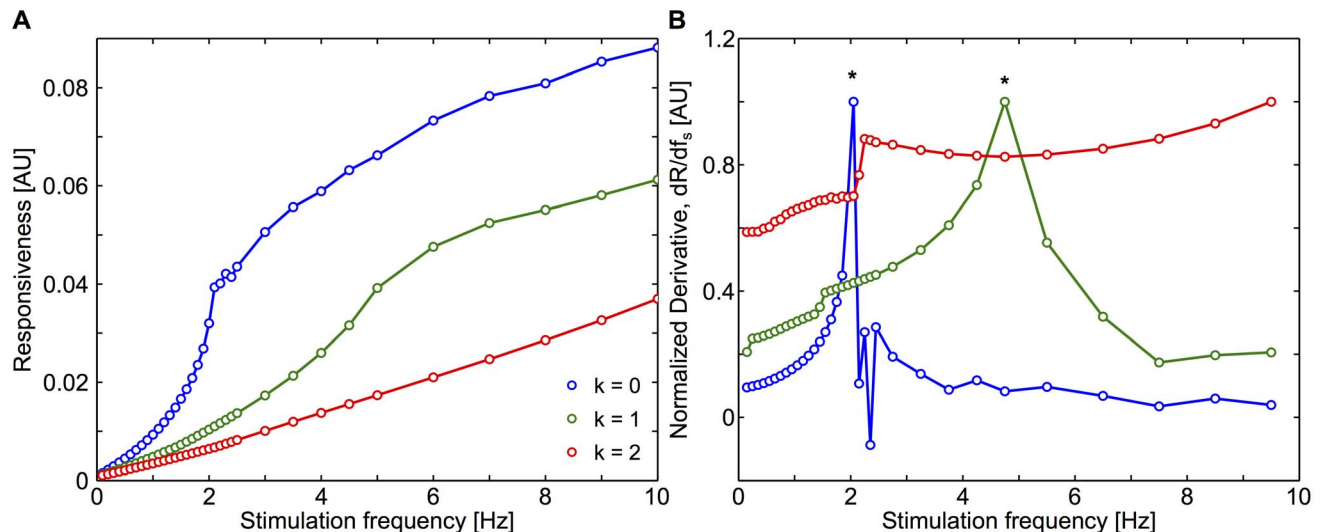 A
Responsiveness [AU]
0.08
0.06
0.04
0.02
0
0
2
4
6
8
10
Stimulation frequency [Hz]
k = 0
k = 1
k = 2
B
Normalized Derivative, dR/dfs [AU]
1.2
0.8
0.4
0
0
2
4
6
8
10
Stimulation frequency [Hz]
*
*